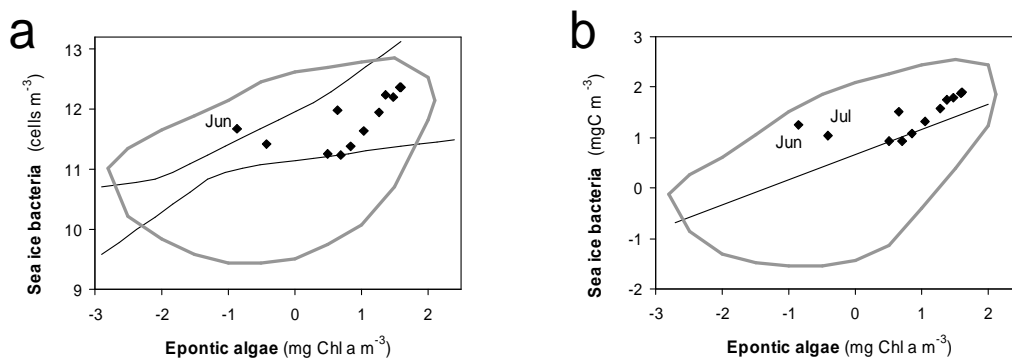 a
Sea ice bacteria
(cells m-3)
13
12
11
10
9
Jun
-3
-2
-1
0
1
2
Epontic algae (mg Chl a m-3)
b
Sea ice bacteria (mgC m-3)
3
2
1
0
-1
-2
Jul
Jun
-3
-2
-1
0
1
2
Epontic algae (mg Chl a m-3)